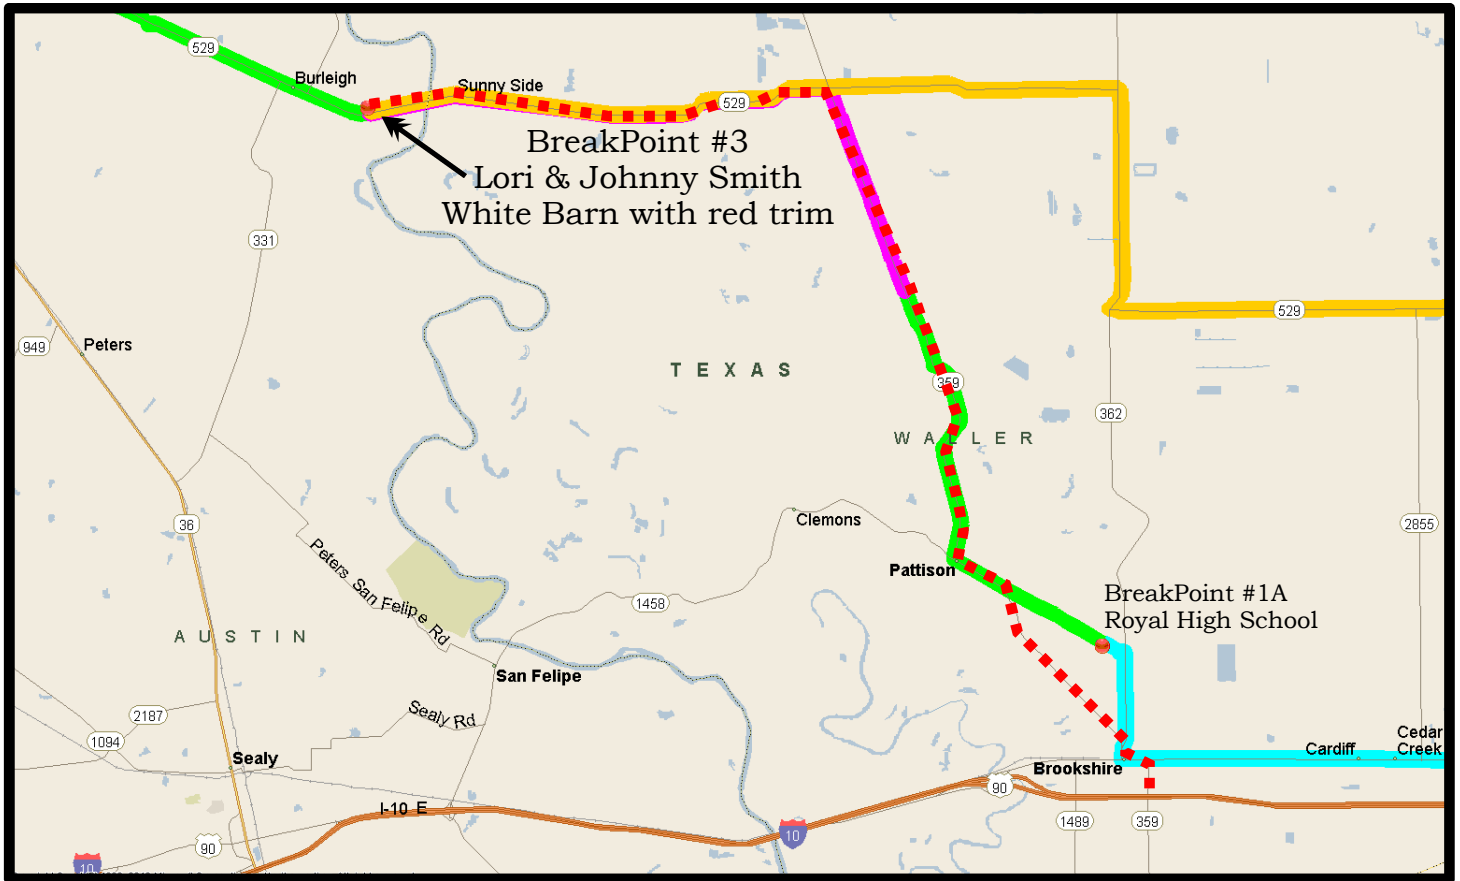 529
Burleigh
Sunny Side
529
BreakPoint #3
Lori & Johnny Smith
White Barn with red trim
331
529
949
Peters
TEXAS
359
362
WALLER
36
Clemons
2855
Pattison
Peters San Felipe Rd
1458
BreakPoint #1A
Royal High School
AUSTIN
San Felipe
2187
Sealy Rd
1094
Sealy
Cardiff
Cedar
Creek
Brookshire
90
I-10 E
10
1489
359
90
10